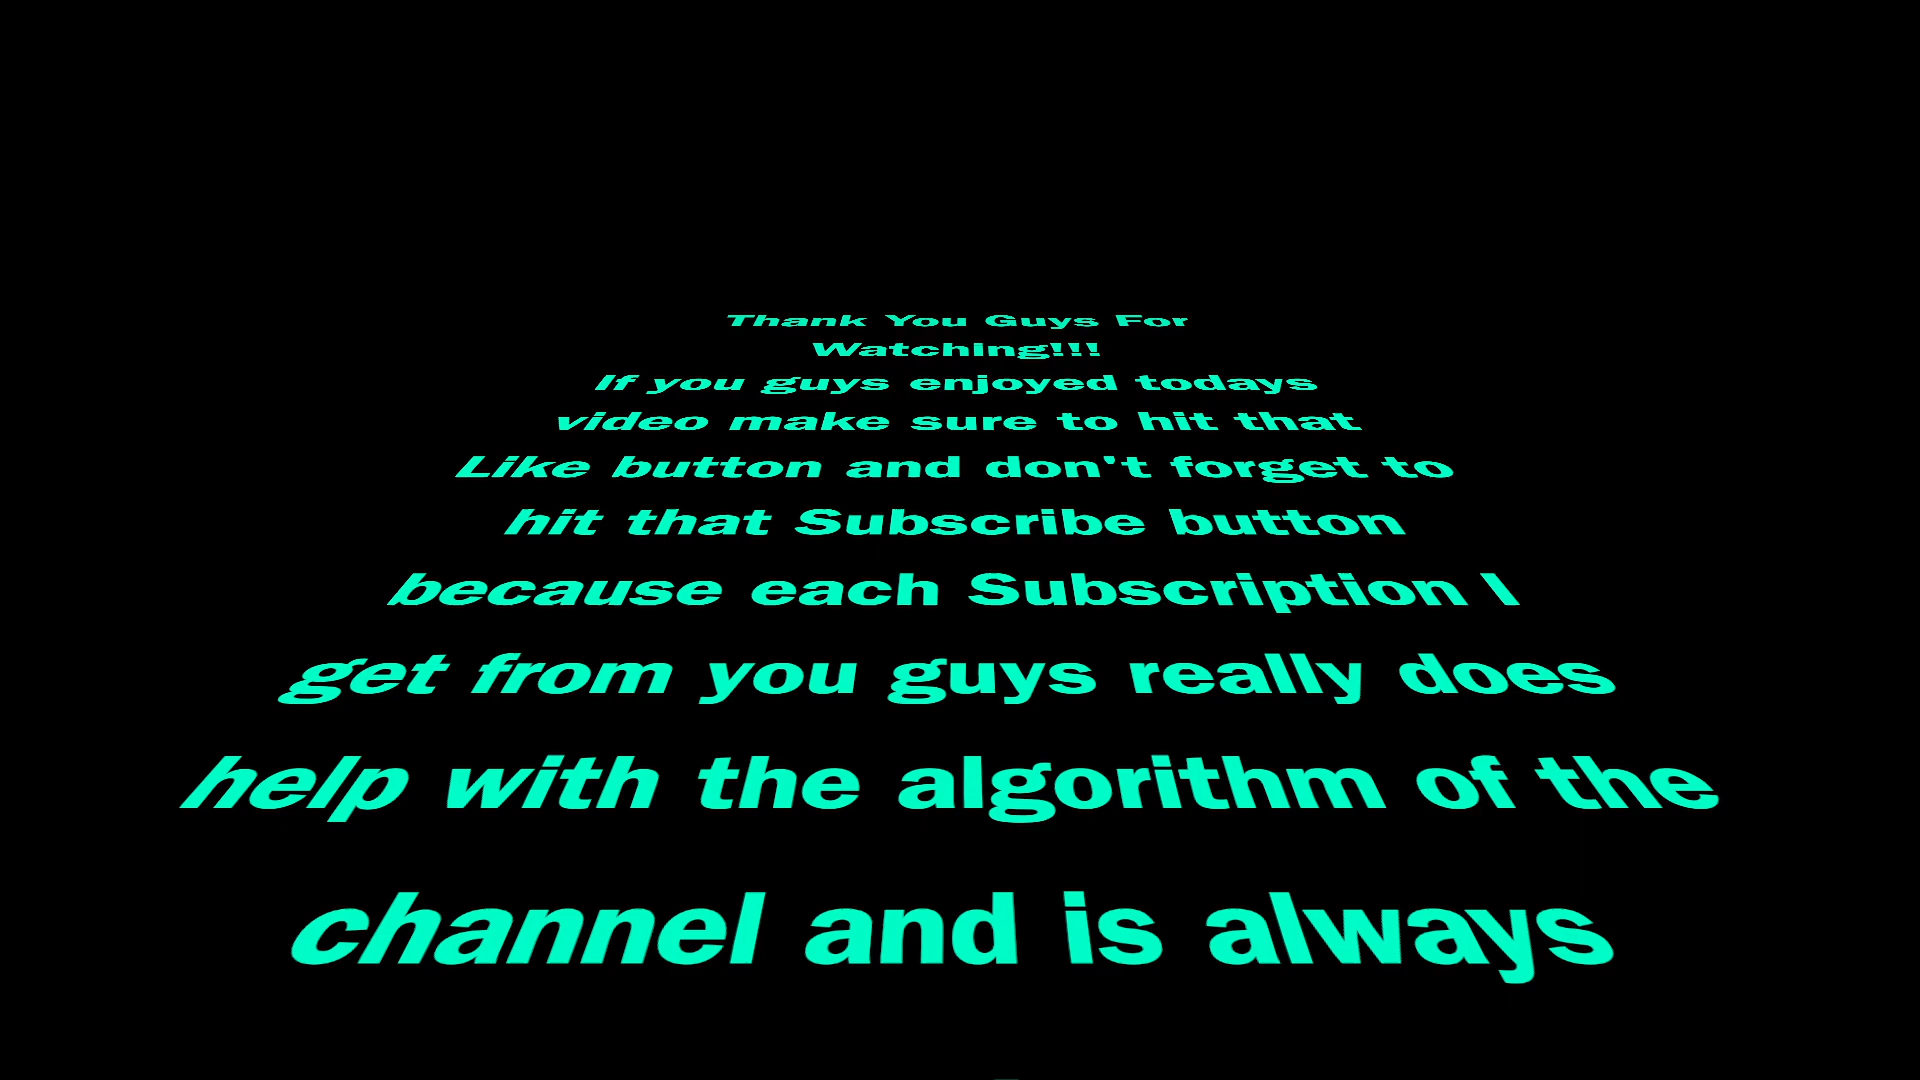 Thank You Guys For
Watching!!!
If you guys enjoyed todays
video make sure to hit that
Like button and don't forget to
hit that Subscribe button
because each Subscription I
get from you guys really does
help with the algorithm of the
channel and is always